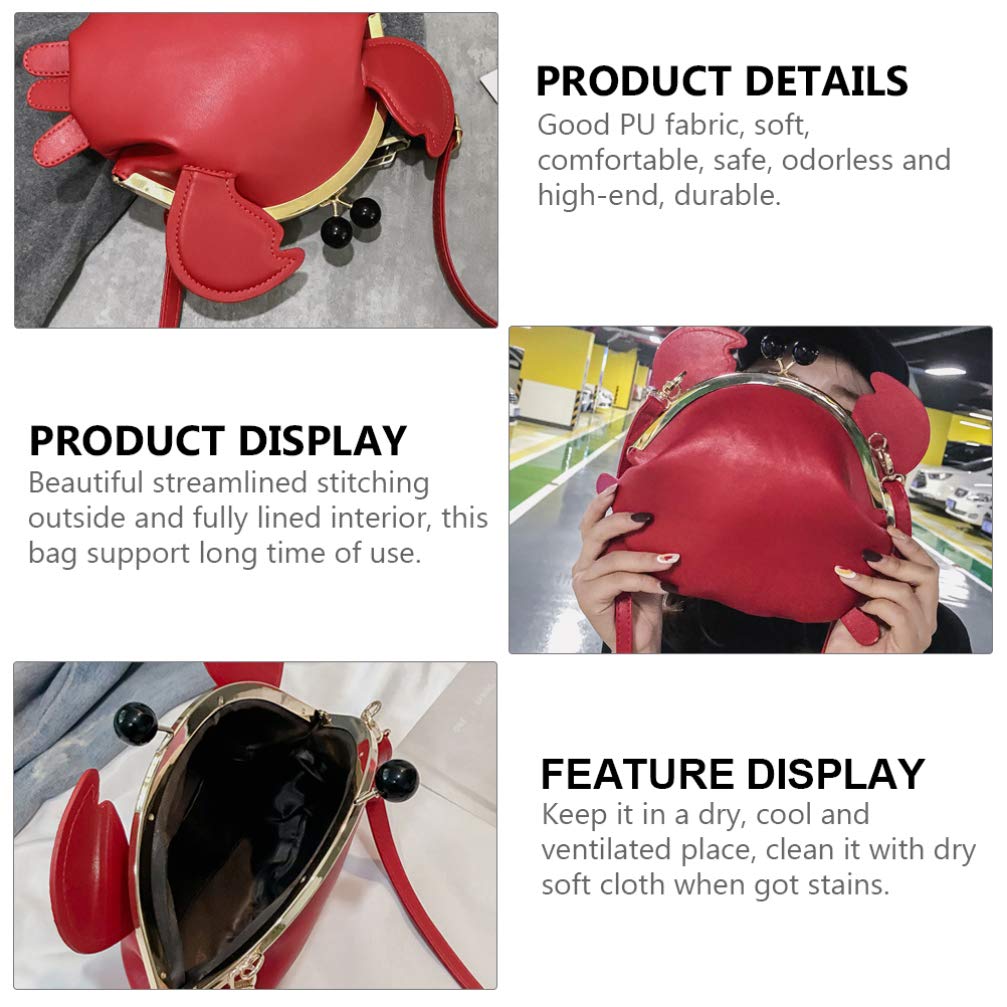 PRODUCT DETAILS
Good PU fabric, soft,
comfortable, safe, odorless and
high-end, durable.
PRODUCT DISPLAY
Beautiful streamlined stitching
outside and fully lined interior, this
bag support long time of use.
FEATURE DISPLAY
Keep it in a dry, cool and
ventilated place, clean it with dry
soft cloth when got stains.